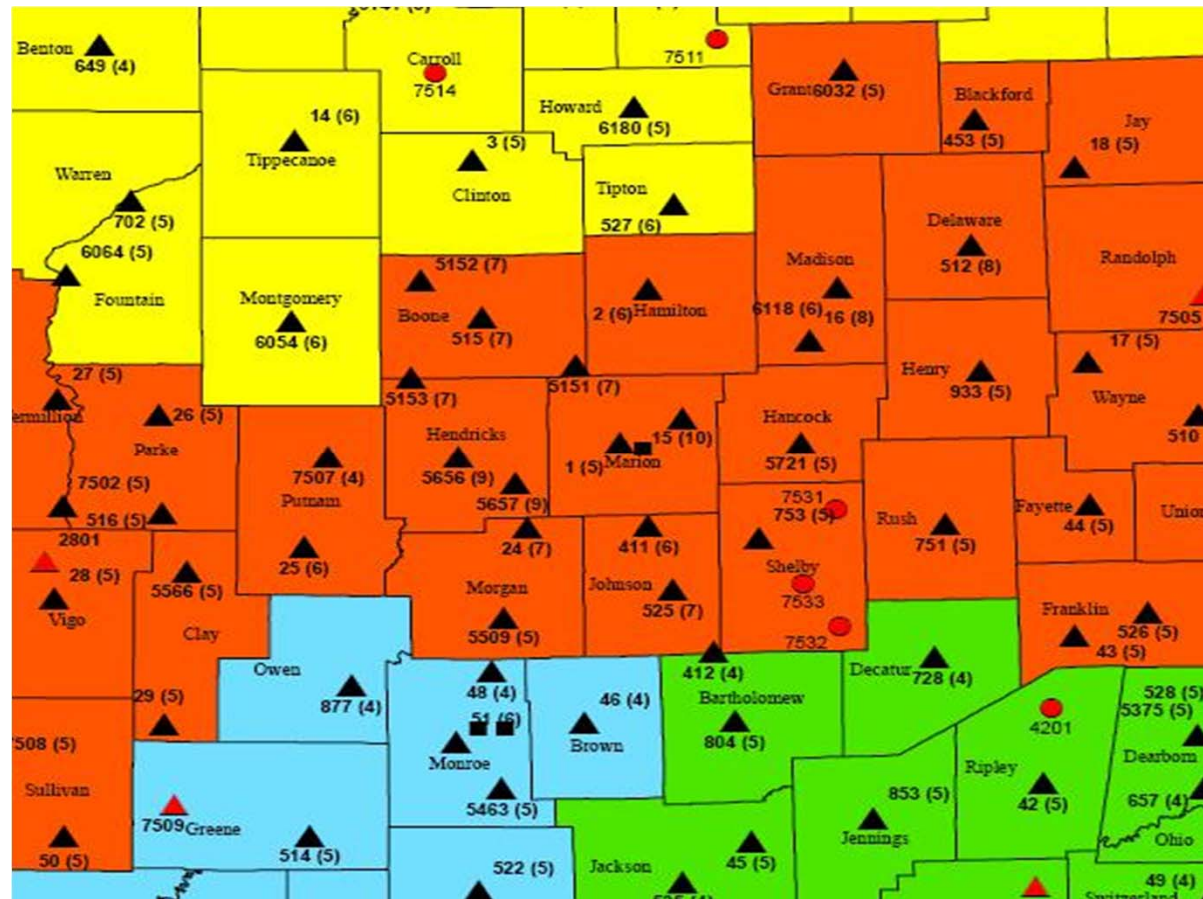 7511
Benton
649 (4)
Carroll
7514
Grant 6032 (5)
Blackford
453 (5)
Jay
18 (5)
Howard
6180 (5)
14 (6)
Tippecanoe
3 (5)
Clinton
Warren
702 (5)
Tipton
527 (6)
Delaware
512 (8)
Randolph
7505
6064 (5)
Fountain
5152 (7)
Boone
515 (7)
Montgomery
6054 (6)
2 (6) Hamilton
Madison
6118 (6) 16 (8)
17 (5)
Wayne
510
Henry
933 (5)
27 (5)
ermillion
26 (5)
Parke
5153 (7)
5151 (7)
Hendricks
5656 (9)
5657 (9)
15 (10)
1 (5) Marion
Hancock
5721 (5)
7507 (4)
Putnam
25 (6)
7502 (5)
516 (5)
2801
28 (5)
Vigo
5566 (5)
Clay
29 (5)
24 (7)
Morgan
5509 (5)
411 (6)
Johnson
525 (7)
7531
753 (5)
Shelby
7533
7532
Rush
751 (5)
Fayette
44 (5)
Union
Franklin
526 (5)
43 (5)
Owen
877 (4)
48 (4)
51 (6)
Monroe
5463 (5)
46 (4)
Brown
412 (4)
Bartholomew
804 (5)
Decatur
728 (4)
4201
Ripley
42 (5)
528 (5)
5375 (5)
Dearborn
657 (4)
Ohio
508 (5)
Sullivan
50 (5)
7509 Greene
514 (5)
522 (5)
Jackson
45 (5)
853 (5)
Jennings
49 (4)
Switzerland